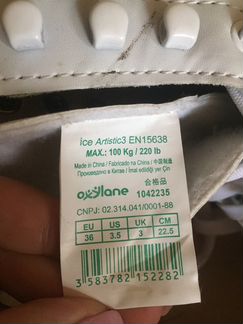 ice Artistic3 EN15638
MAX.: 100 Kg / 220 lb
Made in China / Fabricado na China / 中国制造
Произведено в Китае / Imal edildiği yer Çin
合格品
oxylane 1042235
CNPJ: 02.314.041/0001-88
EU US UK CM
36 3.5 3 22.5
3 583782 152282